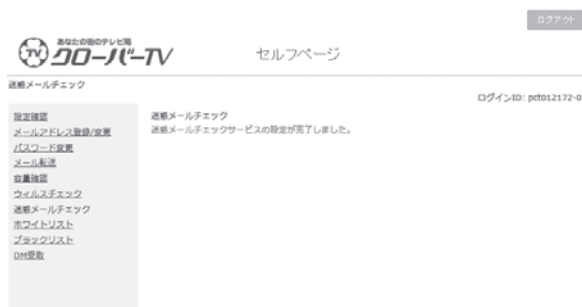 ログアウト
あなたの街のテレビ局
TV クローバーTV
セルフページ
迷惑メールチェック
ログインID: pct012172-0
設定確認
メールアドレス登録/変更
パスワード変更
メール転送
容量確認
ウィルスチェック
迷惑メールチェック
ホワイトリスト
ブラックリスト
DM受取
迷惑メールチェック
迷惑メールチェックサービスの設定が完了しました。